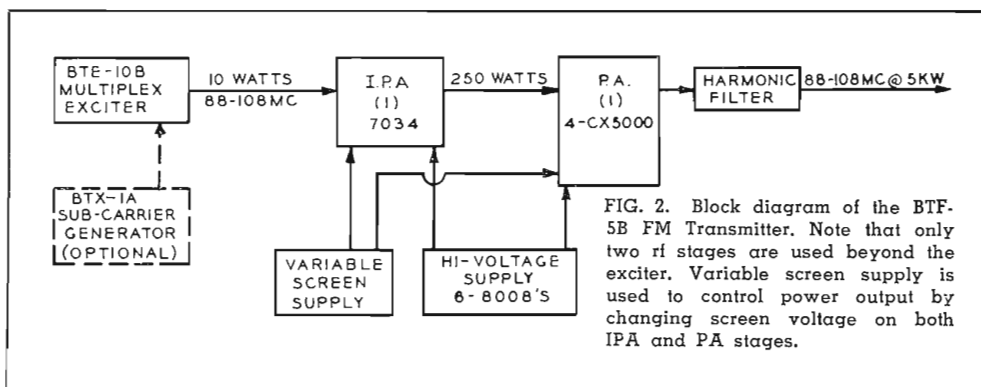 BTE-10B
MULTIPLEX
EXCITER
10 WATTS
88-108MC
I.P.A
(1)
7034
250 WATTS
P.A.
(1)
4-CX5000
HARMONIC
FILTER
88-108MC@5KW
BTX-1A
SUB-CARRIER
GENERATOR
(OPTIONAL)
VARIABLE
SCREEN
SUPPLY
HI-VOLTAGE
SUPPLY
6-8008'S
FIG. 2. Block diagram of the BTF-
5B FM Transmitter. Note that only
two rf stages are used beyond the
exciter. Variable screen supply is
used to control power output by
changing screen voltage on both
IPA and PA stages.